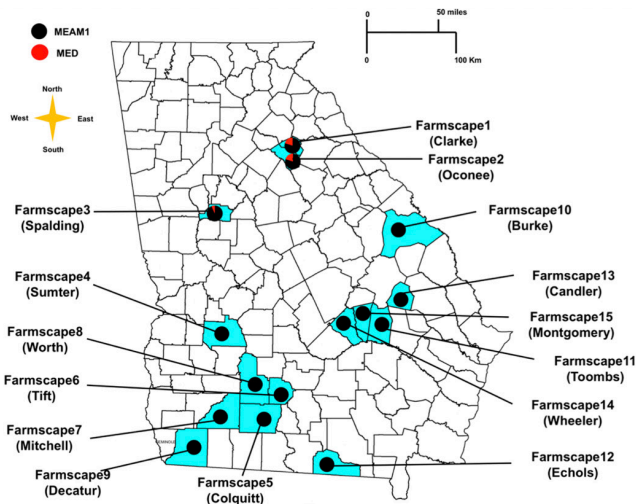 MEAM1
MED
North
West
East
South
0
50 miles
0
100 Km
Farmscape1
(Clarke)
Farmscape2
(Oconee)
Farmscape3
(Spalding)
Farmscape10
(Burke)
Farmscape4
(Sumter)
Farmscape13
(Candler)
Farmscape8
(Worth)
Farmscape15
(Montgomery)
Farmscape6
(Tift)
Farmscape11
(Toombs)
Farmscape7
(Mitchell)
Farmscape14
(Wheeler)
Farmscape9
(Decatur)
Farmscape5
(Colquitt)
Farmscape12
(Echols)